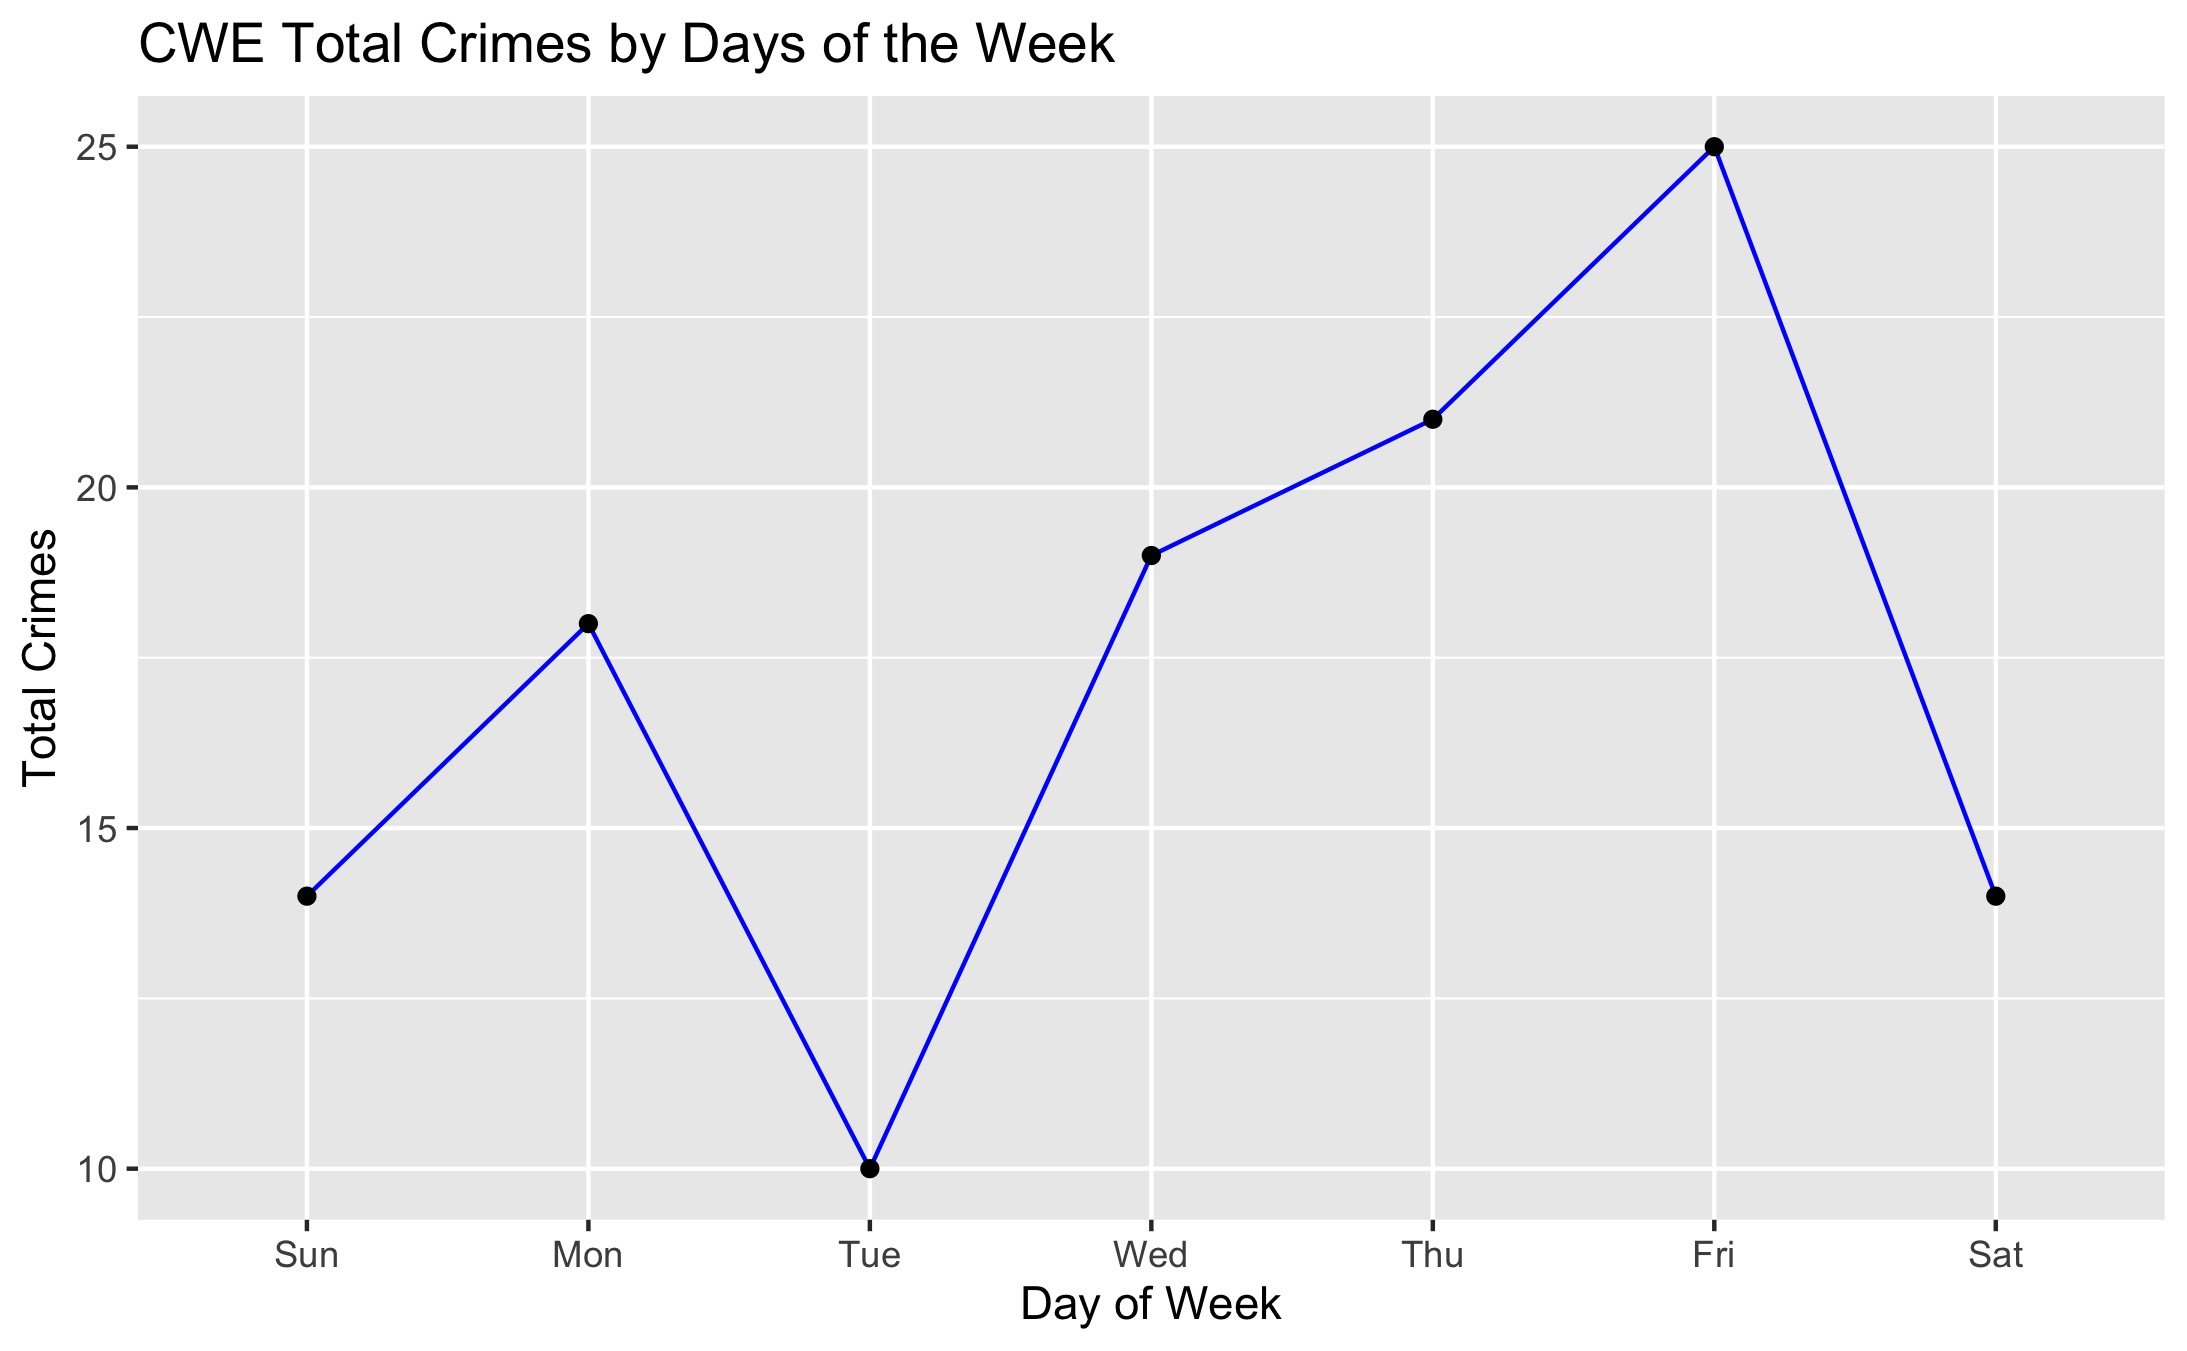 CWE Total Crimes by Days of the Week
25
20
15
10
Total Crimes
Sun Mon Tue Wed Thu Fri Sat
Day of Week